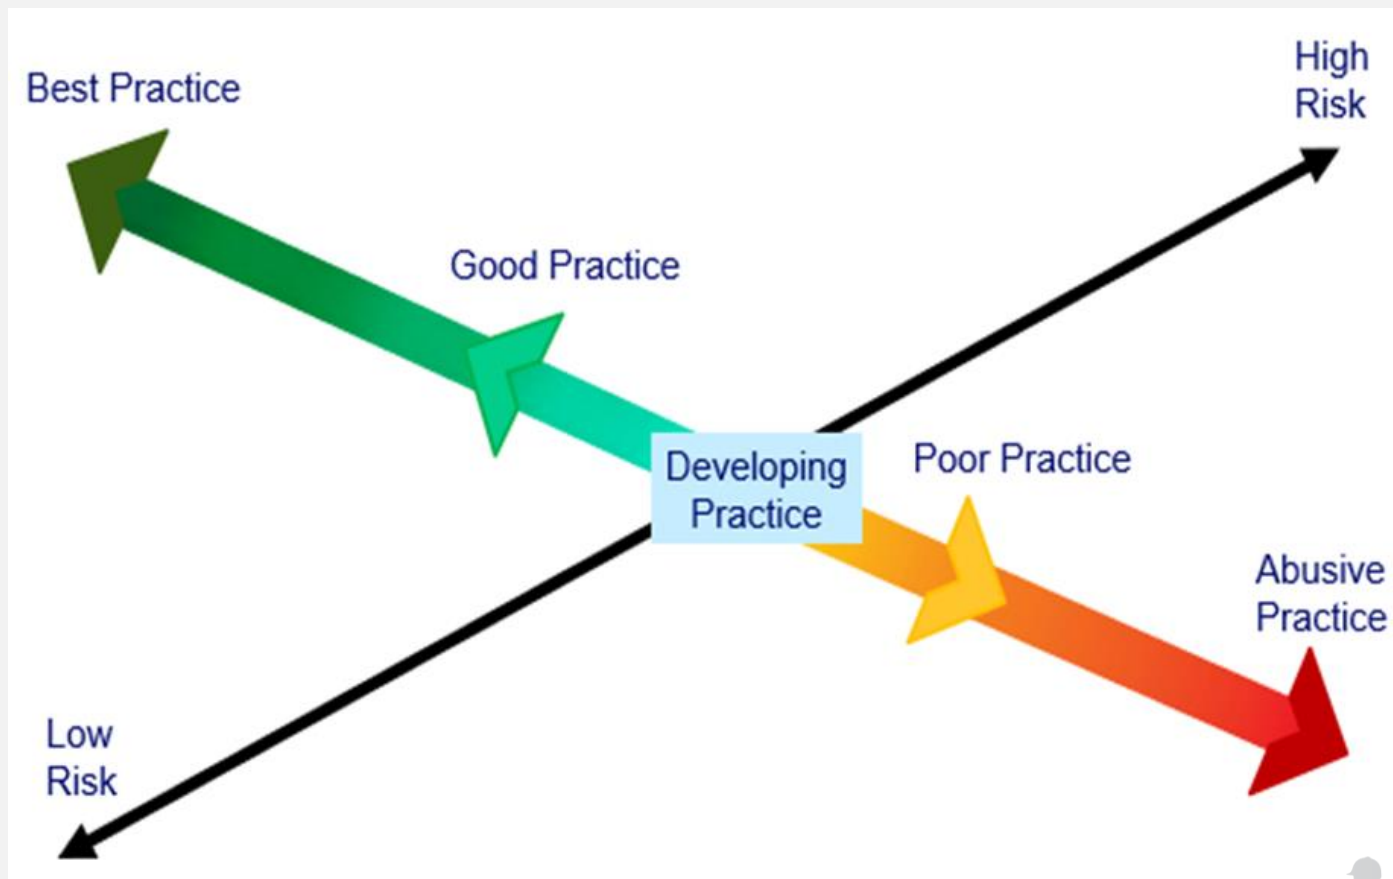 Best Practice
High
Risk
Good Practice
Developing
Practice
Poor Practice
Abusive
Practice
Low
Risk